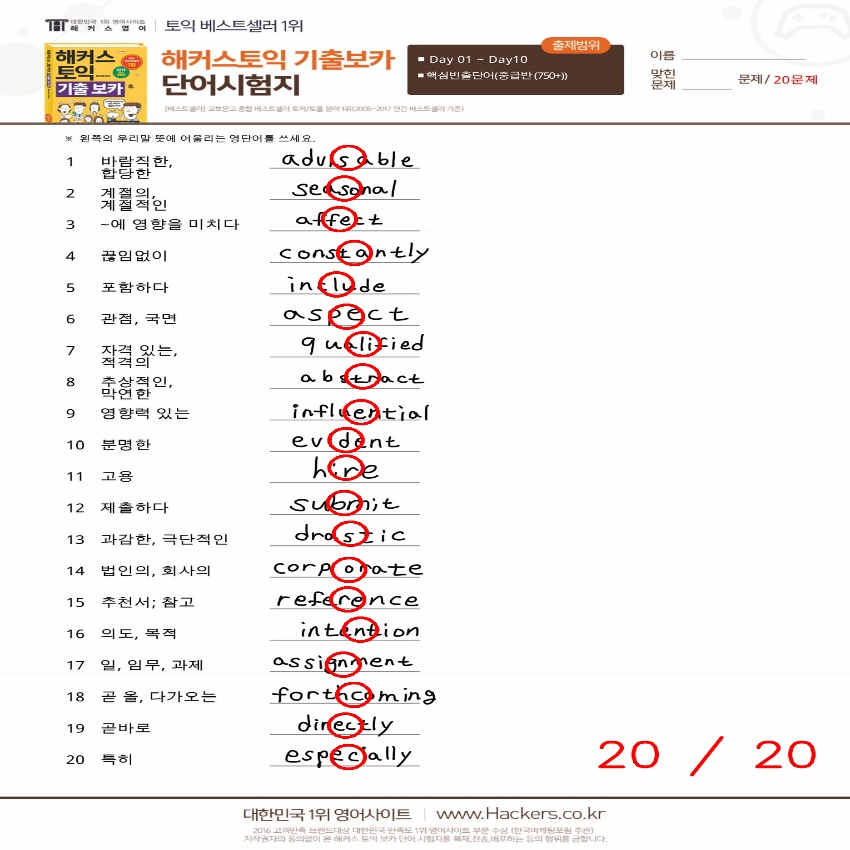 대한민국 1위 영어사이트
해커스영어
토익 베스트셀러 1위
해커스
토익
기출 보카
해커스토익 기출보카
단어시험지
[베스트셀러] 교보문고 종합 베스트셀러 토익/토플 분야 1위(2005~2017 연간 베스트셀러 기준)
출제범위
■ Day 01 ~ Day10
■ 핵심빈출단어(중급반 (750+))
이름
맞힌
문제
문제/ 20문제
※ 왼쪽의 우리말 뜻에 어울리는 영단어를 쓰세요.
1 바람직한, 합당한 advisable
2 계절의, 계절적인 seasonal
3 ~에 영향을 미치다 affect
4 끊임없이 constantly
5 포함하다 include
6 관점, 국면 aspect
7 자격 있는, 적격의 qualified
8 추상적인, 막연한 abstract
9 영향력 있는 influential
10 분명한 evident
11 고용 hire
12 제출하다 submit
13 과감한, 극단적인 drastic
14 법인의, 회사의 corporate
15 추천서; 참고 reference
16 의도, 목적 intention
17 일, 임무, 과제 assignment
18 곧 올, 다가오는 forthcoming
19 곧바로 directly
20 특히 especially
20 / 20
대한민국 1위 영어사이트 | www.Hackers.co.kr
2016 고객만족 브랜드대상 대한민국 만족도 1위 영어사이트 부문 수상 (한국마케팅포럼 주관)
저작권자의 동의없이 본 해커스 토익 보카 단어 시험지를 복제,전송,배포하는 등의 행위를 금합니다.